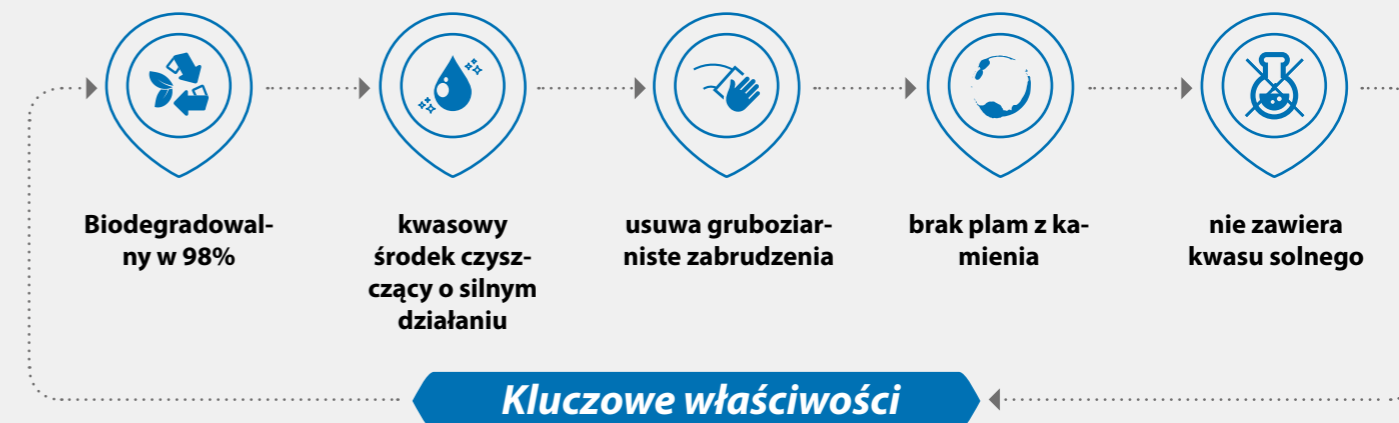 Biodegradowal-
ny w 98%
kwasowy
środek czysz-
czący o silnym
działaniu
usuwa gruboziar-
niste zabrudzenia
brak plam z ka-
mienia
nie zawiera
kwasu solnego
Kluczowe właściwości